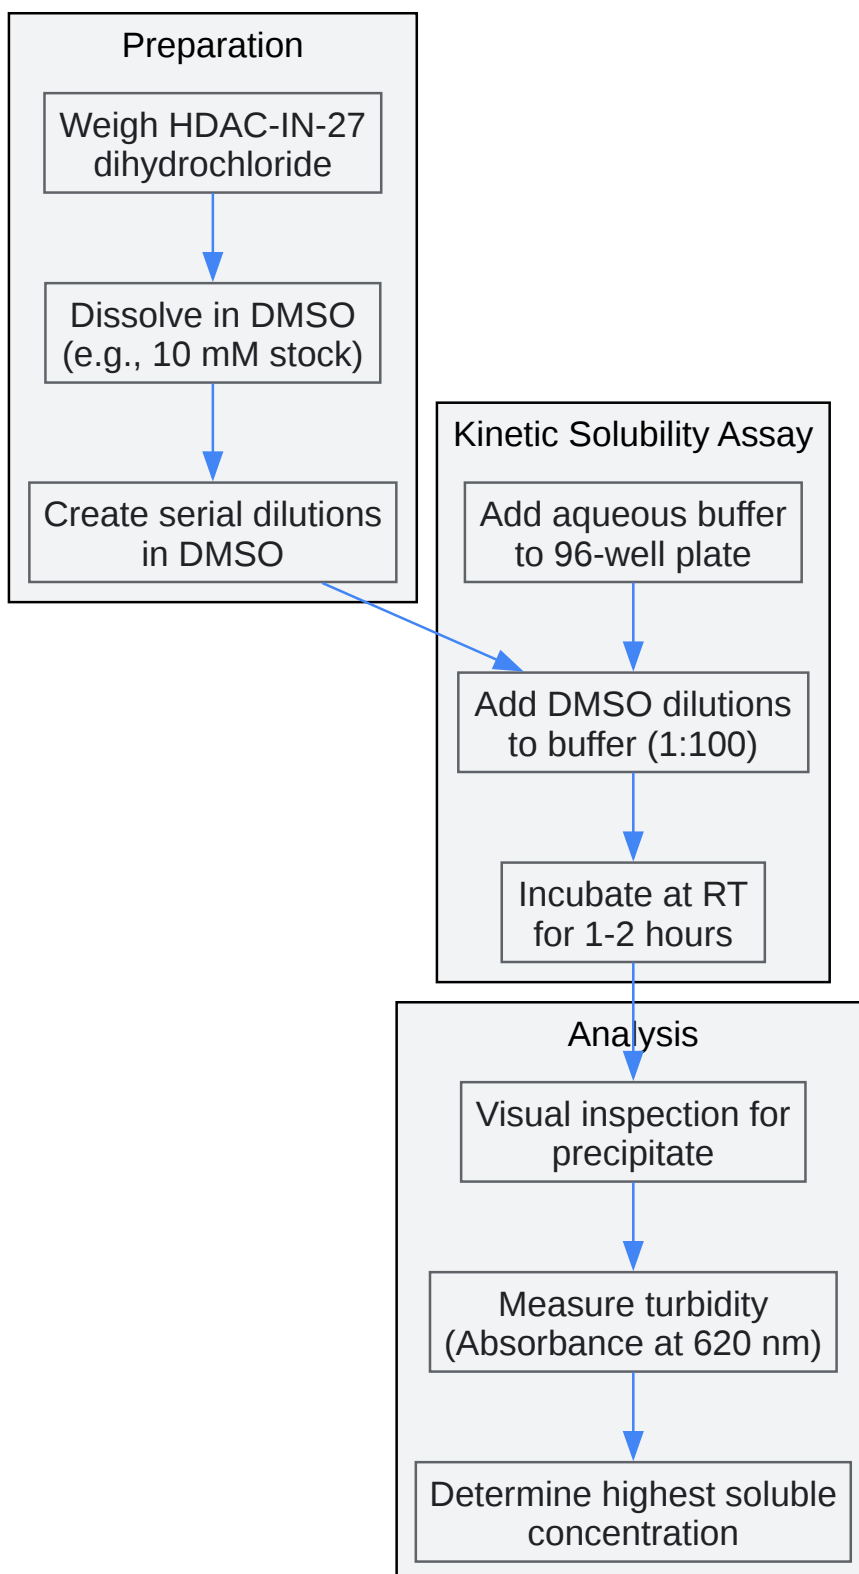 Preparation
Weigh HDAC-IN-27
dihydrochloride
Dissolve in DMSO
(e.g., 10 mM stock)
Create serial dilutions
in DMSO
Kinetic Solubility Assay
Add aqueous buffer
to 96-well plate
Add DMSO dilutions
to buffer (1:100)
Incubate at RT
for 1-2 hours
Analysis
Visual inspection for
precipitate
Measure turbidity
(Absorbance at 620 nm)
Determine highest soluble
concentration